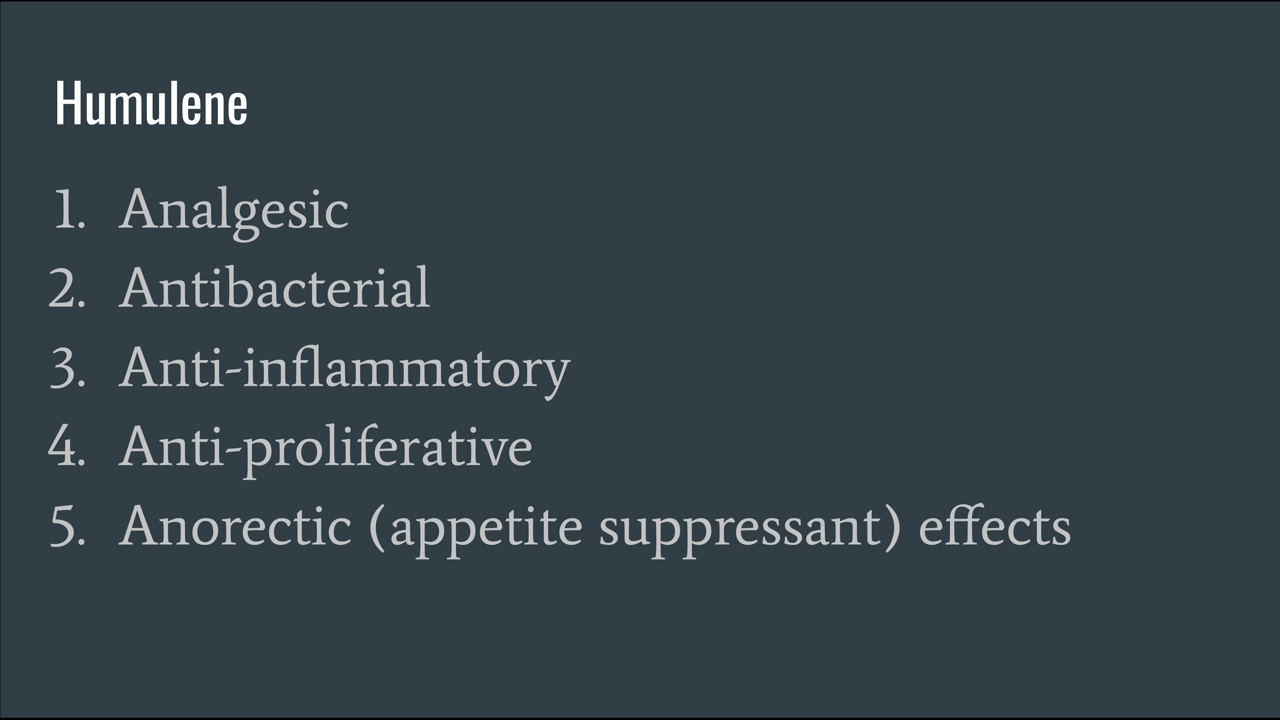 Humulene
1. Analgesic
2. Antibacterial
3. Anti-inflammatory
4. Anti-proliferative
5. Anorectic (appetite suppressant) effects